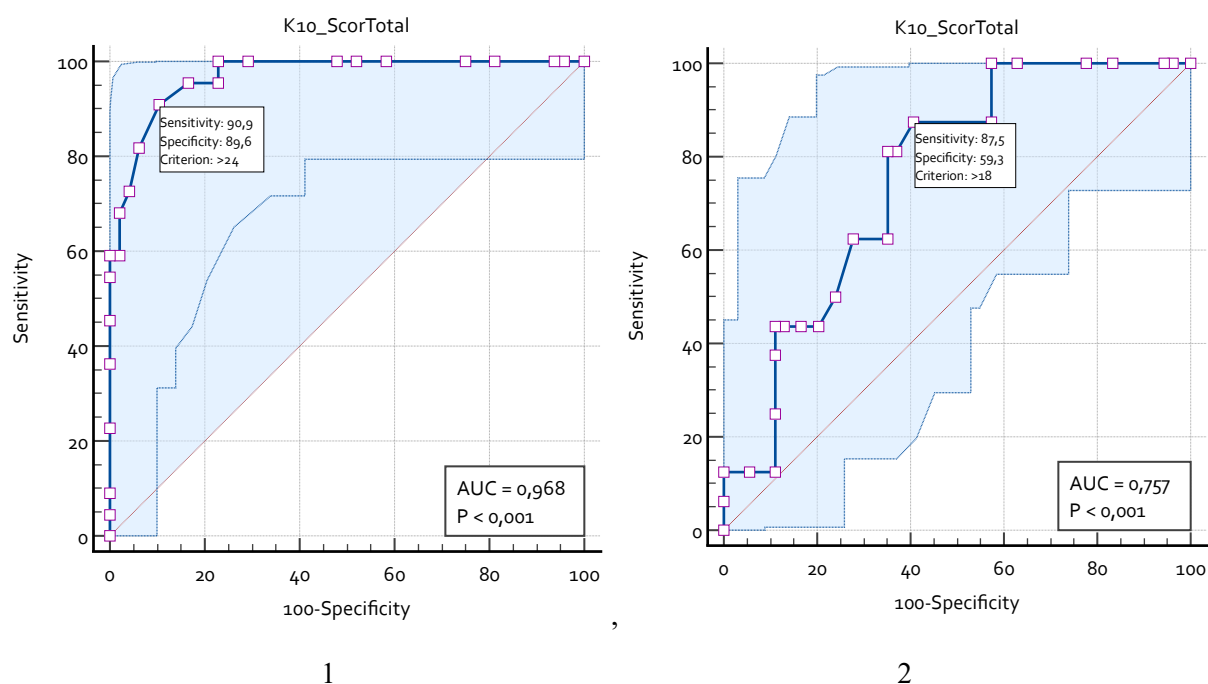 K10_ScorTotal
100
80
60
40
20
0
Sensitivity
Sensitivity: 90,9
Specificity: 89,6
Criterion: >24
AUC = 0,968
P < 0,001
0 20 40 60 80 100
100-Specificity
K10_ScorTotal
100
80
60
40
20
0
Sensitivity
Sensitivity: 87,5
Specificity: 59,3
Criterion: >18
AUC = 0,757
P < 0,001
0 20 40 60 80 100
100-Specificity
,
1
2